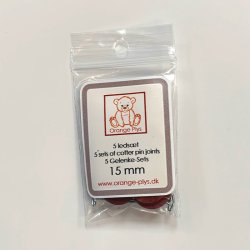 Orange Plys
5 ledsæt
5 sets of cotter pin joints
5 Gelenke-Sets
15 mm
www.orange-plys.dk